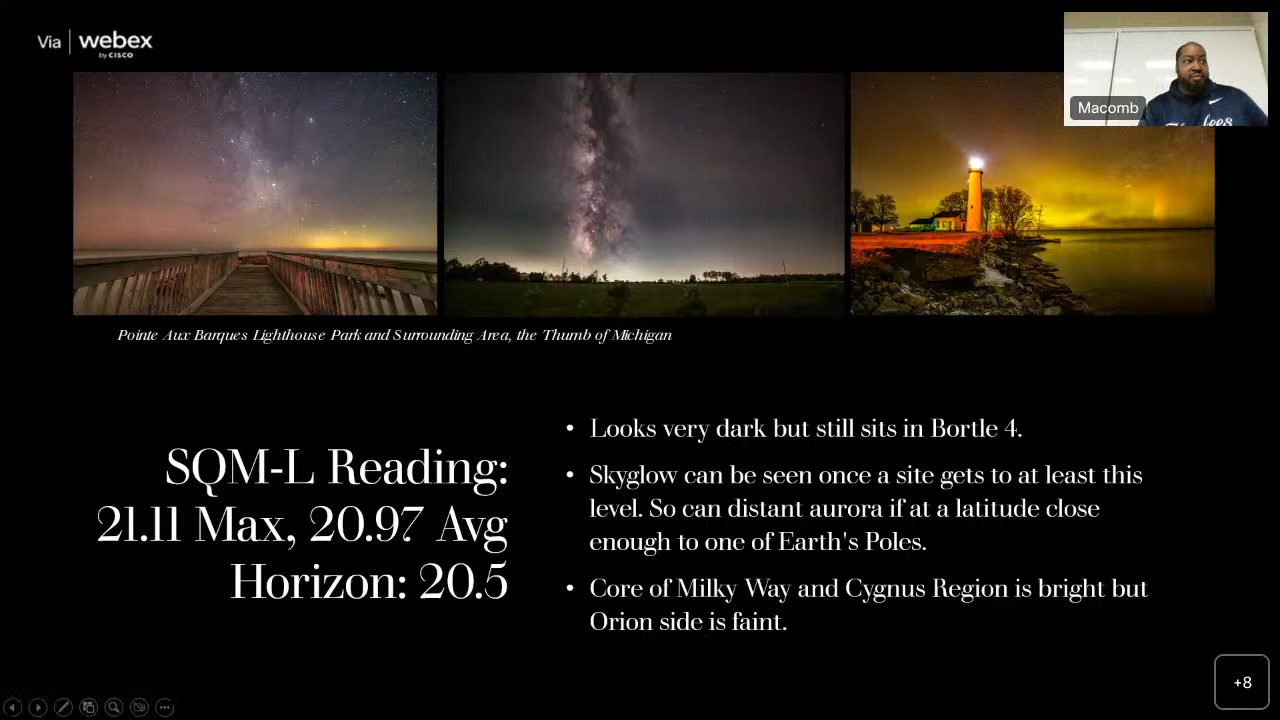 Via webex
by CISCO
Macomb
Pointe Aux Barques Lighthouse Park and Surrounding Area, the Thumb of Michigan
SQM-L Reading:
21.11 Max, 20.97 Avg
Horizon: 20.5
• Looks very dark but still sits in Bortle 4.
• Skyglow can be seen once a site gets to at least this
level. So can distant aurora if at a latitude close
enough to one of Earth's Poles.
• Core of Milky Way and Cygnus Region is bright but
Orion side is faint.
+8